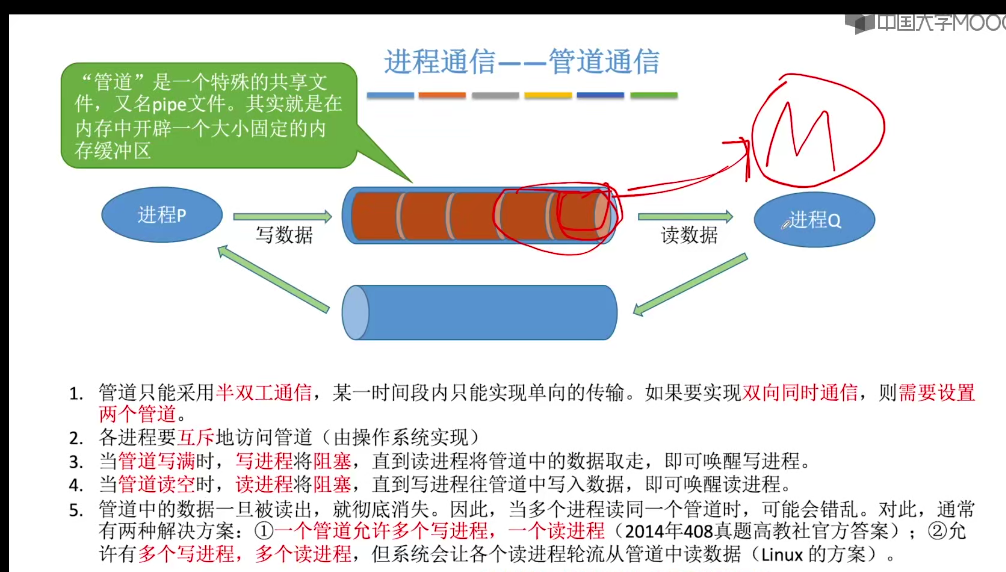 中国大学MOOC
进程通信——管道通信
“管道”是一个特殊的共享文
件，又名pipe文件。其实就是在
内存中开辟一个大小固定的内
存缓冲区
M
进程P
写数据
读数据
进程Q
1. 管道只能采用半双工通信，某一时间段内只能实现单向的传输。如果要实现双向同时通信，则需要设置
两个管道。
2. 各进程要互斥地访问管道（由操作系统实现）
3. 当管道写满时，写进程将阻塞，直到读进程将管道中的数据取走，即可唤醒写进程。
4. 当管道读空时，读进程将阻塞，直到写进程往管道中写入数据，即可唤醒读进程。
5. 管道中的数据一旦被读出，就彻底消失。因此，当多个进程读同一个管道时，可能会错乱。对此，通常
有两种解决方案：①一个管道允许多个写进程，一个读进程（2014年408真题高教社官方答案）；②允
许有多个写进程，多个读进程，但系统会让各个读进程轮流从管道中读数据（Linux 的方案）。